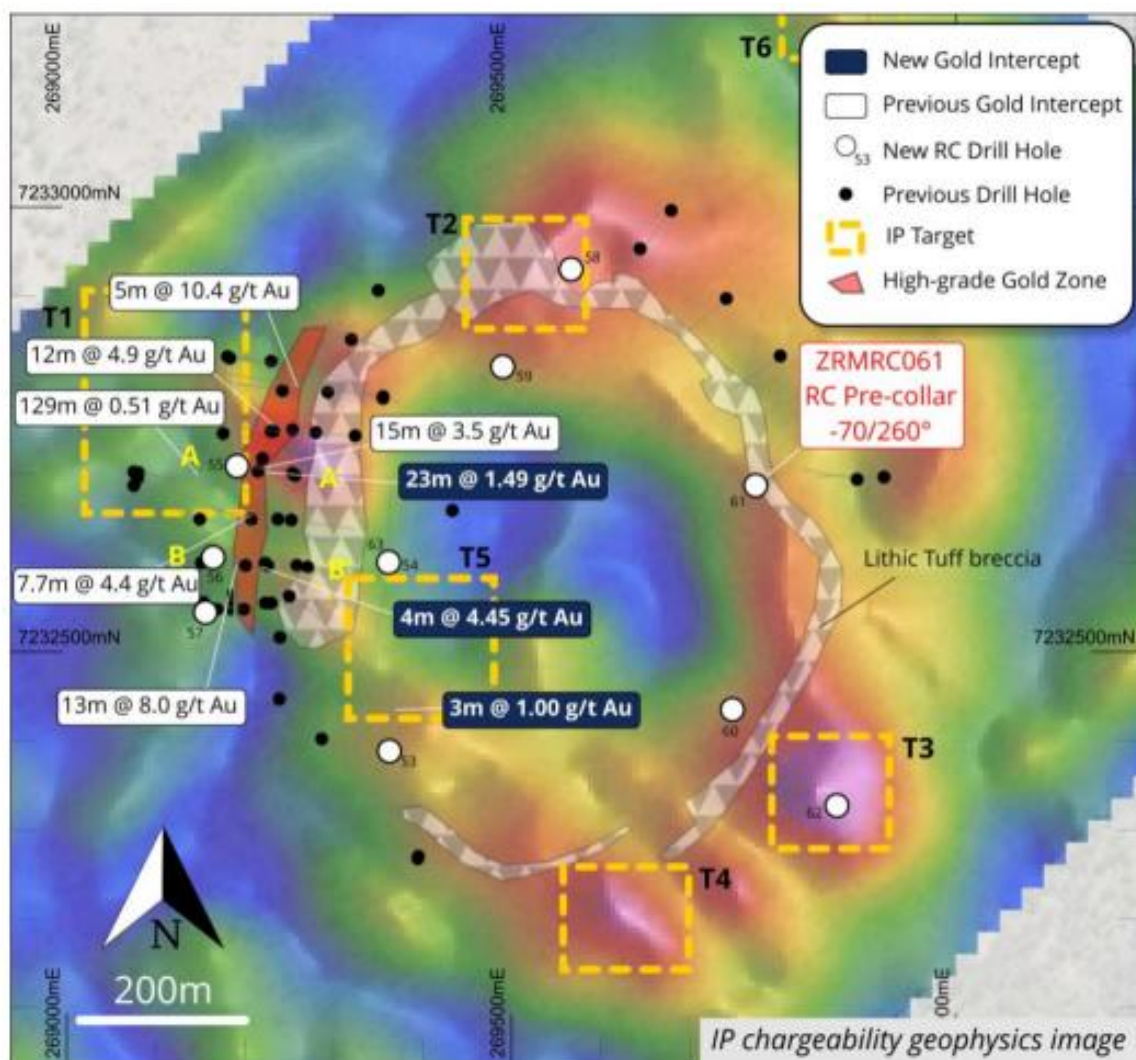 269000mE
269500mE
T6
New Gold Intercept
Previous Gold Intercept
53
New RC Drill Hole
Previous Drill Hole
IP Target
High-grade Gold Zone
7233000mN
T2
58
5m @ 10.4 g/t Au
T1
12m @ 4.9 g/t Au
59
ZRMRC061
RC Pre-collar
-70/260°
129m @ 0.51 g/t Au
15m @ 3.5 g/t Au
A
55
A'
23m @ 1.49 g/t Au
61
B
56
63
54
T5
B'
Lithic Tuff breccia
7.7m @ 4.4 g/t Au
4m @ 4.45 g/t Au
57
7232500mN
7232500mN
13m @ 8.0 g/t Au
3m @ 1.00 g/t Au
60
53
T3
62
T4
N
200m
269000mE
269500mE
00mE
IP chargeability geophysics image